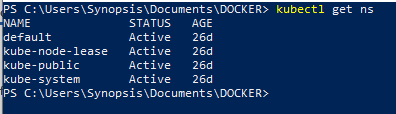 PS C:\Users\Synopsis\Documents\DOCKER> kubectl get ns
NAME              STATUS   AGE
default           Active   26d
kube-node-lease   Active   26d
kube-public       Active   26d
kube-system       Active   26d
PS C:\Users\Synopsis\Documents\DOCKER>